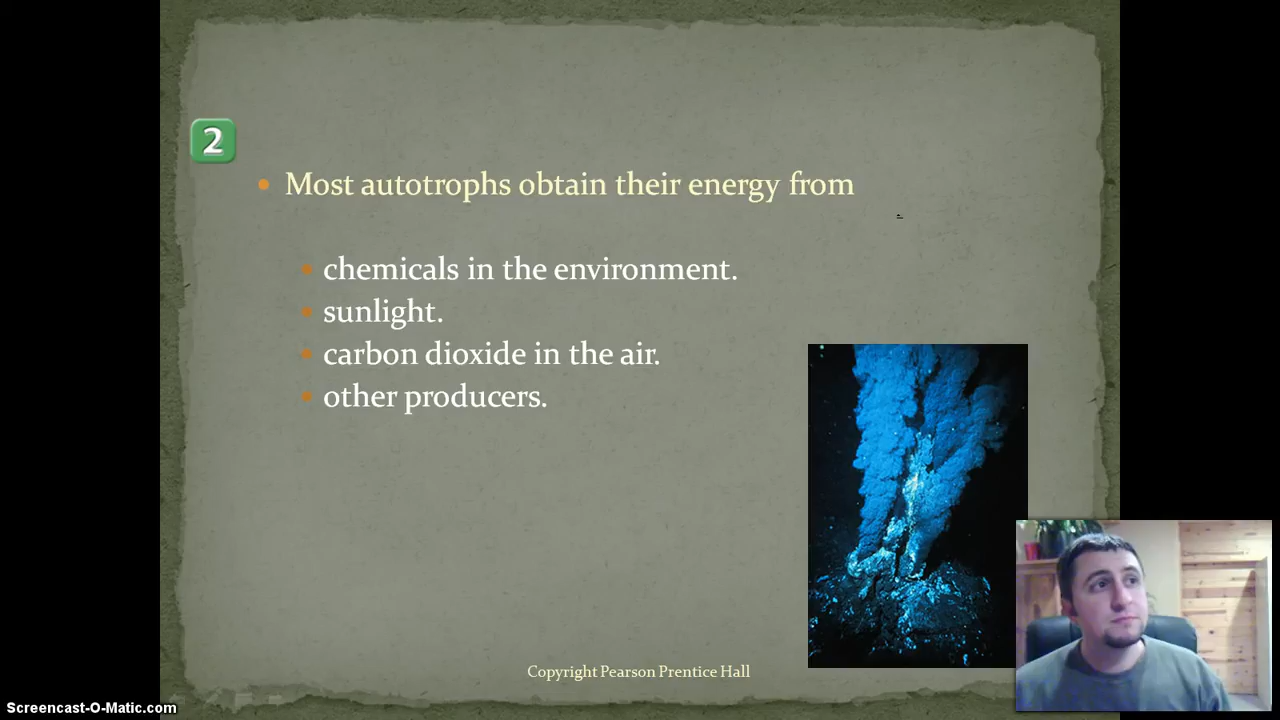 2
Most autotrophs obtain their energy from
chemicals in the environment.
sunlight.
carbon dioxide in the air.
other producers.
Copyright Pearson Prentice Hall
Screencast-O-Matic.com